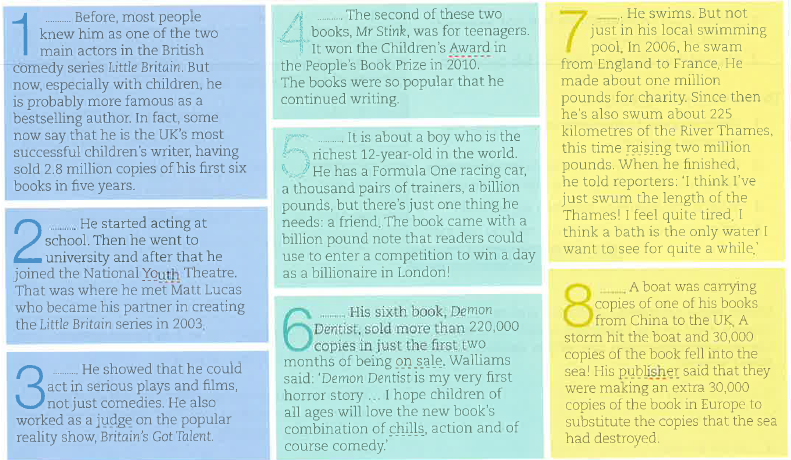 1 .......... Before, most people
knew him as one of the two
main actors in the British
comedy series Little Britain. But
now, especially with children, he
is probably more famous as a
bestselling author. In fact, some
now say that he is the UK's most
successful children's writer, having
sold 2.8 million copies of his first six
books in five years.
2 .......... He started acting at
school. Then he went to
university and after that he
joined the National Youth Theatre.
That was where he met Matt Lucas
who became his partner in creating
the Little Britain series in 2003.
3 .......... He showed that he could
act in serious plays and films,
not just comedies. He also
worked as a judge on the popular
reality show, Britain's Got Talent.
4 .......... The second of these two
books, Mr Stink, was for teenagers.
It won the Children's Award in
the People's Book Prize in 2010.
The books were so popular that he
continued writing.
5 .......... It is about a boy who is the
richest 12-year-old in the world.
He has a Formula One racing car,
a thousand pairs of trainers, a billion
pounds, but there's just one thing he
needs: a friend. The book came with a
billion pound note that readers could
use to enter a competition to win a day
as a billionaire in London!
6 .......... His sixth book, Demon
Dentist, sold more than 220,000
copies in just the first two
months of being on sale. Walliams
said: 'Demon Dentist is my very first
horror story ... I hope children of
all ages will love the new book's
combination of chills, action and of
course comedy.'
7 .......... He swims. But not
just in his local swimming
pool. In 2006, he swam
from England to France. He
made about one million
pounds for charity. Since then
he's also swum about 225
kilometres of the River Thames,
this time raising two million
pounds. When he finished,
he told reporters: 'I think I've
just swum the length of the
Thames! I feel quite tired. I
think a bath is the only water I
want to see for quite a while.'
8 .......... A boat was carrying
copies of one of his books
from China to the UK. A
storm hit the boat and 30,000
copies of the book fell into the
sea! His publisher said that they
were making an extra 30,000
copies of the book in Europe to
substitute the copies that the sea
had destroyed.